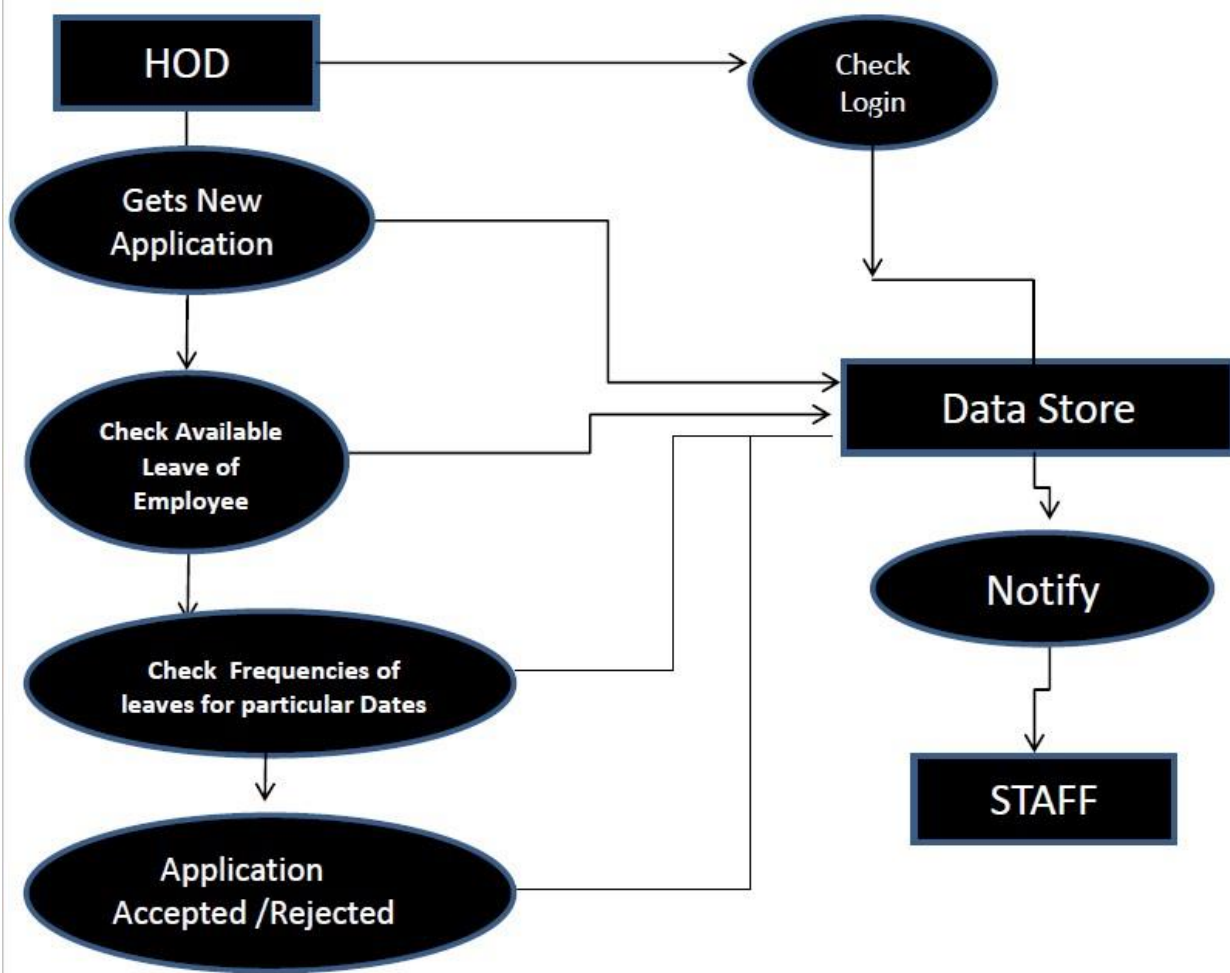 HOD
Check
Login
Gets New
Application
Check Available
Leave of
Employee
Data Store
Check Frequencies of
leaves for particular Dates
Notify
Application
Accepted /Rejected
STAFF